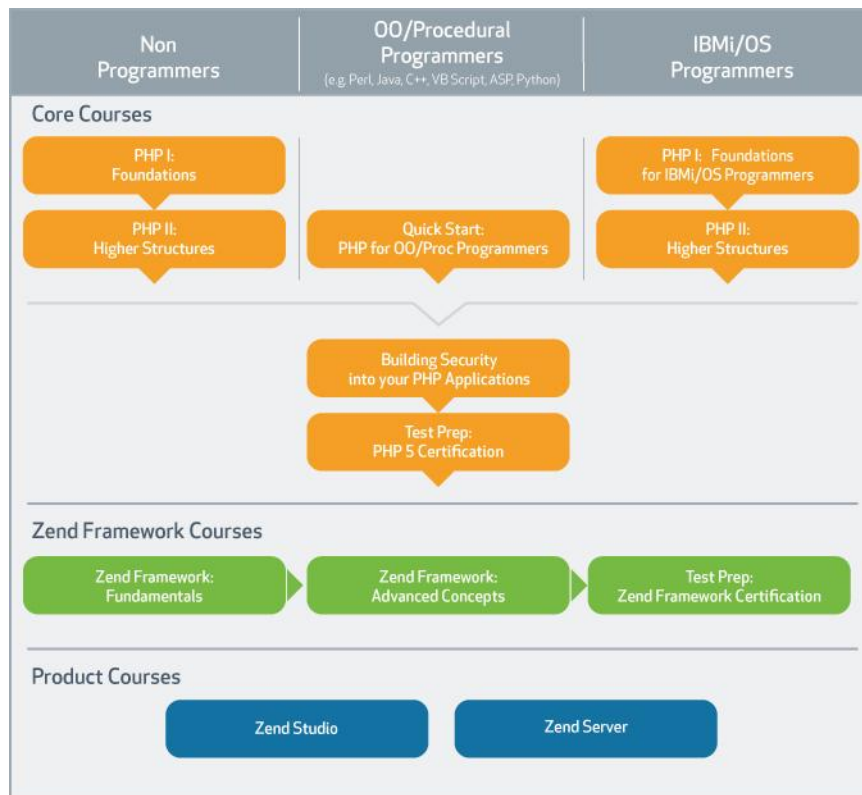 Non
Programmers
OO/Procedural
Programmers
(e.g. Perl, Java, C++, VB Script, ASP, Python)
IBMi/OS
Programmers
Core Courses
PHP I:
Foundations
PHP I: Foundations
for IBMi/OS Programmers
PHP II:
Higher Structures
Quick Start:
PHP for OO/Proc Programmers
PHP II:
Higher Structures
Building Security
into your PHP Applications
Test Prep:
PHP 5 Certification
Zend Framework Courses
Zend Framework:
Fundamentals
Zend Framework:
Advanced Concepts
Test Prep:
Zend Framework Certification
Product Courses
Zend Studio
Zend Server